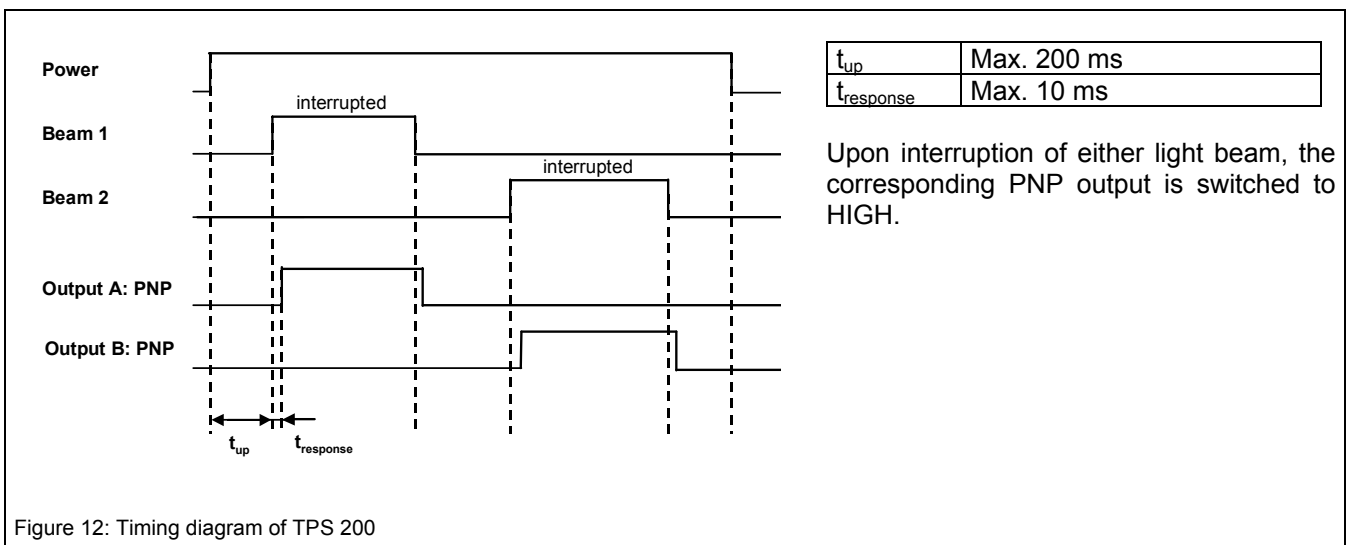 Power
interrupted
Beam 1
interrupted
Beam 2
Output A: PNP
Output B: PNP
tup
tresponse
tup Max. 200 ms
tresponse Max. 10 ms
Upon interruption of either light beam, the
corresponding PNP output is switched to
HIGH.
Figure 12: Timing diagram of TPS 200